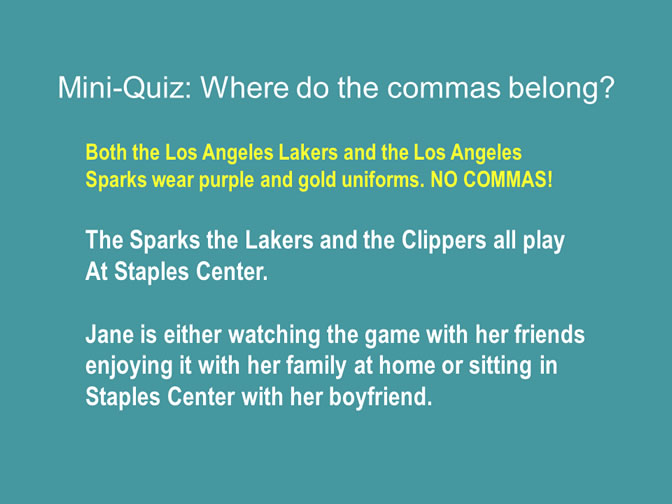 Mini-Quiz: Where do the commas belong?
Both the Los Angeles Lakers and the Los Angeles
Sparks wear purple and gold uniforms. NO COMMAS!
The Sparks the Lakers and the Clippers all play
At Staples Center.
Jane is either watching the game with her friends
enjoying it with her family at home or sitting in
Staples Center with her boyfriend.